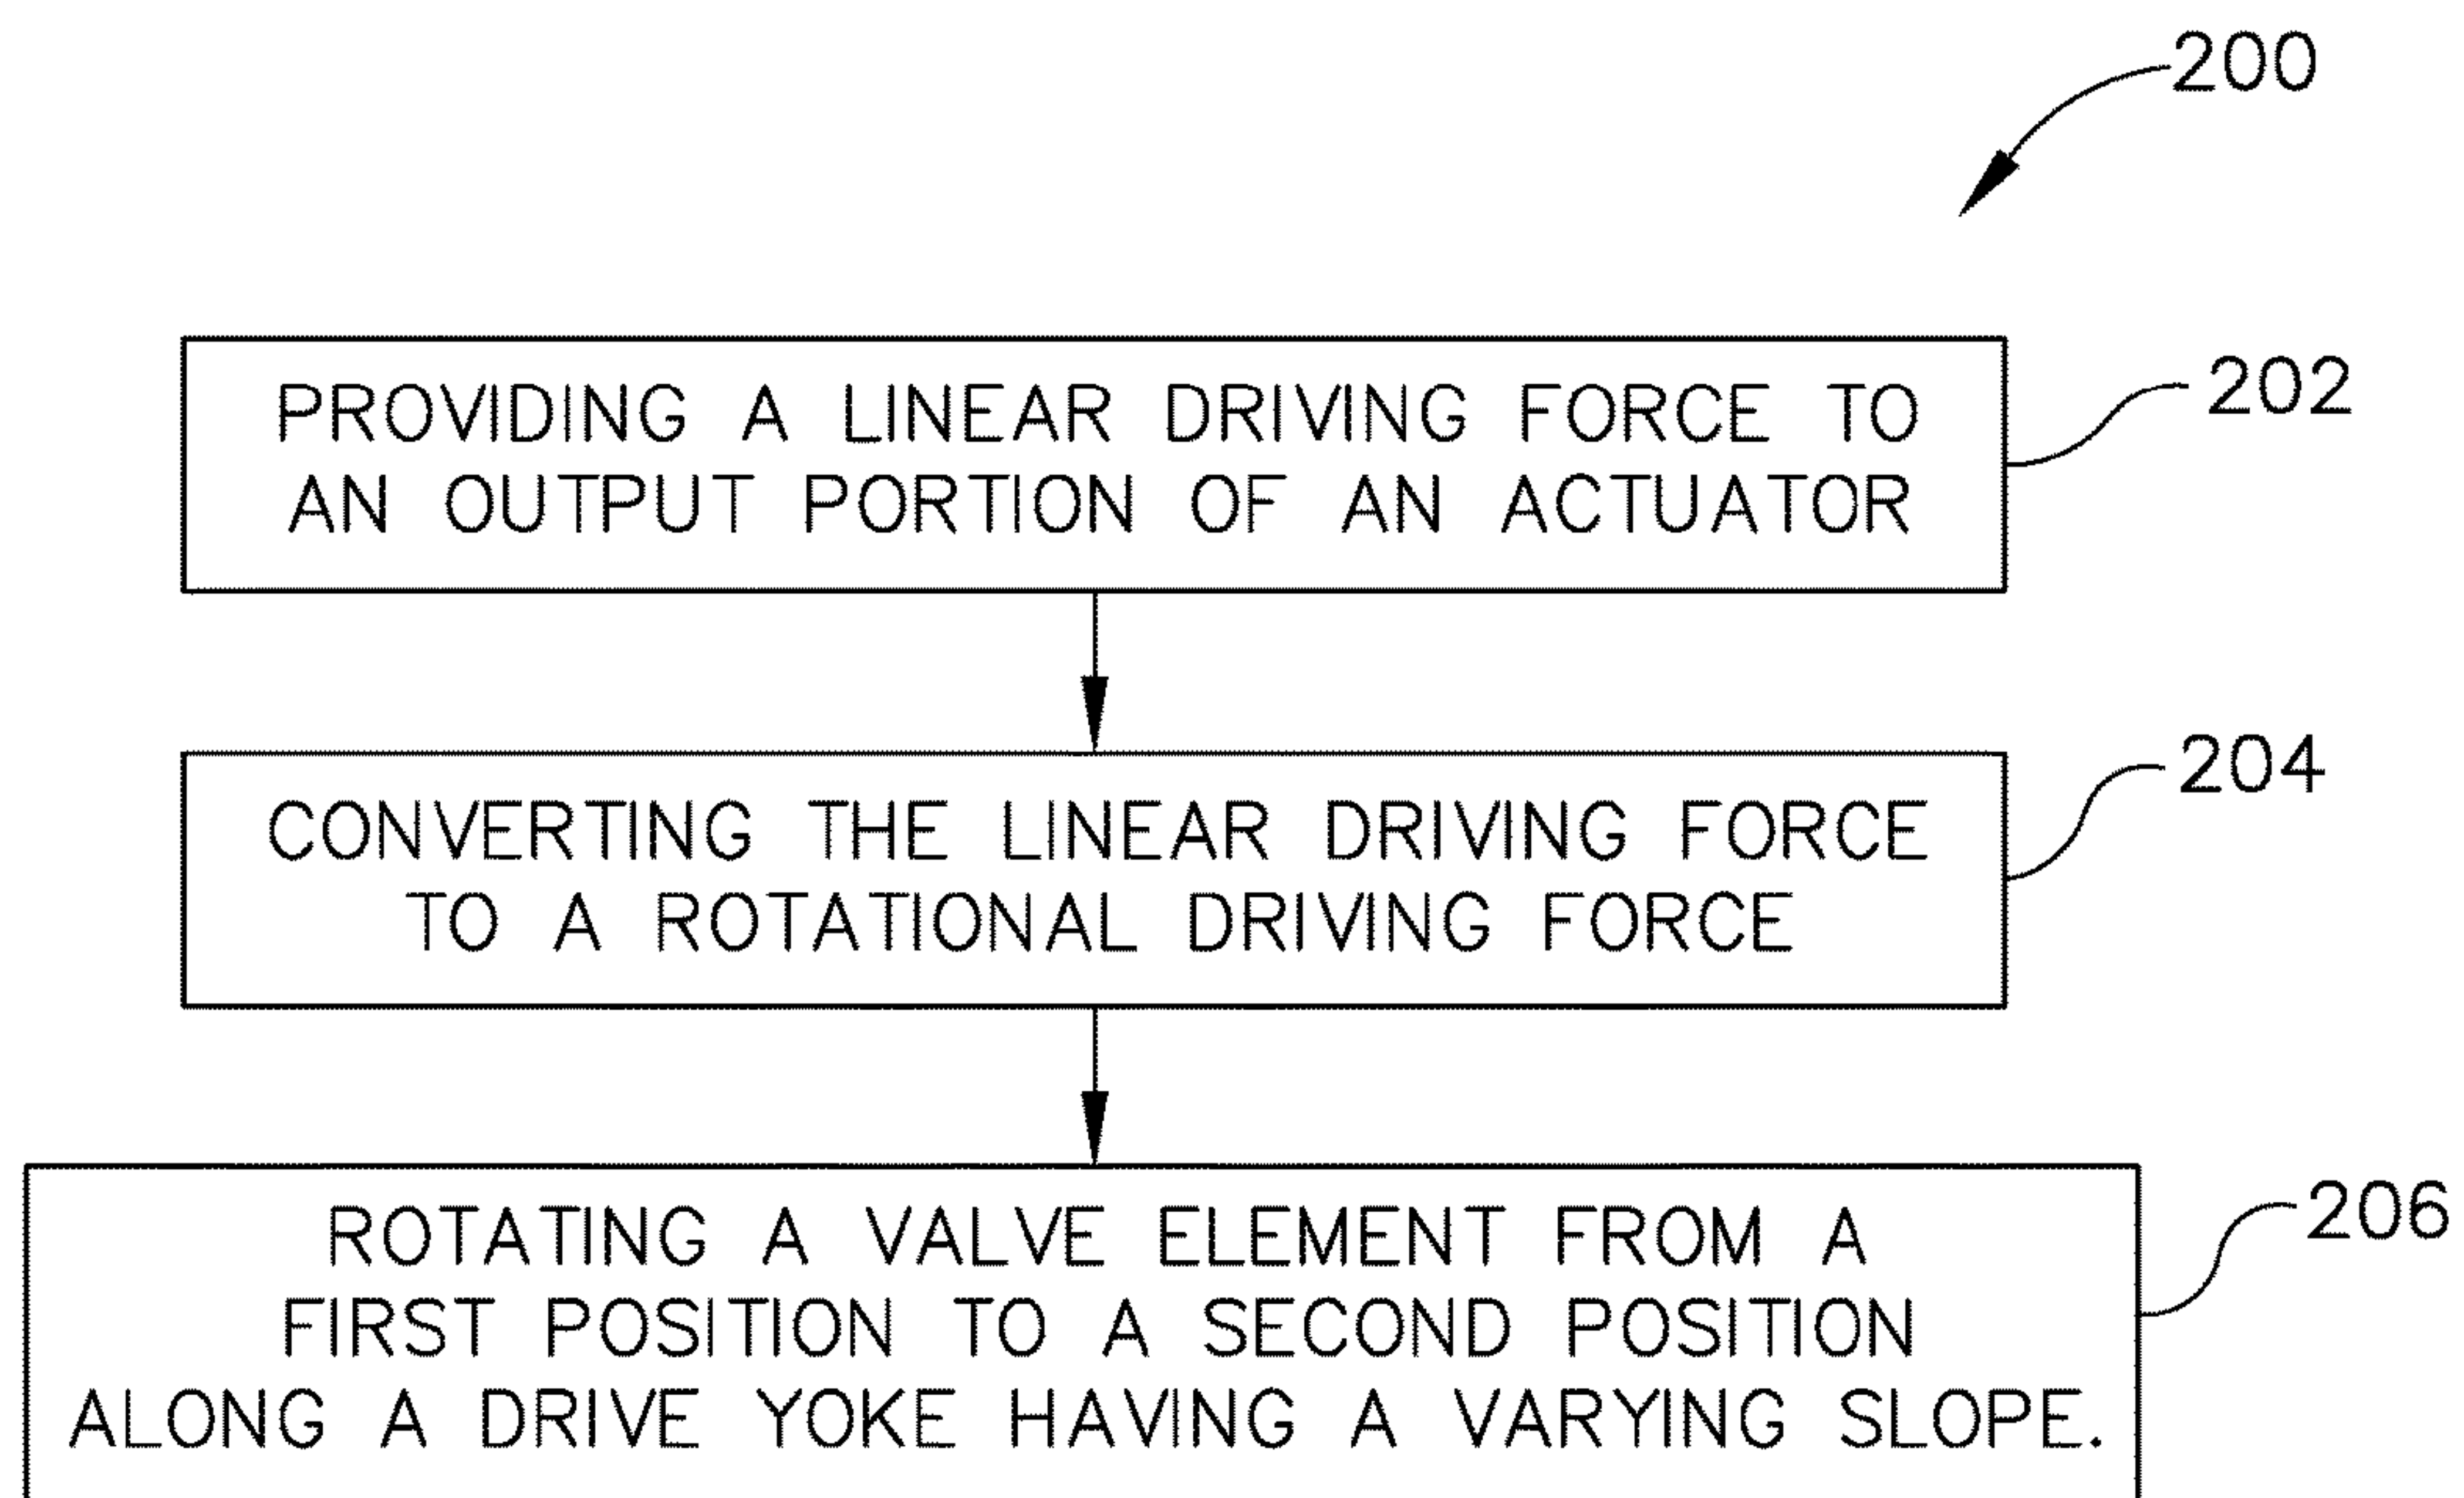 200
PROVIDING A LINEAR DRIVING FORCE TO
AN OUTPUT PORTION OF AN ACTUATOR
202
CONVERTING THE LINEAR DRIVING FORCE
TO A ROTATIONAL DRIVING FORCE
204
ROTATING A VALVE ELEMENT FROM A
FIRST POSITION TO A SECOND POSITION
ALONG A DRIVE YOKE HAVING A VARYING SLOPE.
206